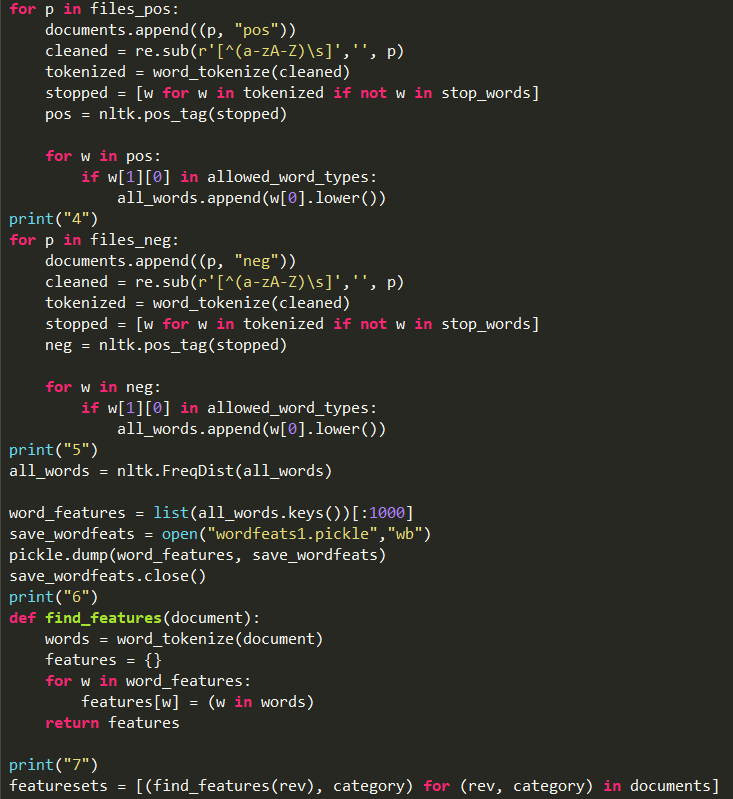 for p in files_pos:
    documents.append((p, "pos"))
    cleaned = re.sub(r'[^(a-zA-Z)\s]','', p)
    tokenized = word_tokenize(cleaned)
    stopped = [w for w in tokenized if not w in stop_words]
    pos = nltk.pos_tag(stopped)

    for w in pos:
        if w[1][0] in allowed_word_types:
            all_words.append(w[0].lower())
print("4")
for p in files_neg:
    documents.append((p, "neg"))
    cleaned = re.sub(r'[^(a-zA-Z)\s]','', p)
    tokenized = word_tokenize(cleaned)
    stopped = [w for w in tokenized if not w in stop_words]
    neg = nltk.pos_tag(stopped)

    for w in neg:
        if w[1][0] in allowed_word_types:
            all_words.append(w[0].lower())
print("5")
all_words = nltk.FreqDist(all_words)

word_features = list(all_words.keys())[:1000]
save_wordfeats = open("wordfeats1.pickle","wb")
pickle.dump(word_features, save_wordfeats)
save_wordfeats.close()
print("6")
def find_features(document):
    words = word_tokenize(document)
    features = {}
    for w in word_features:
        features[w] = (w in words)
    return features

print("7")
featuresets = [(find_features(rev), category) for (rev, category) in documents]